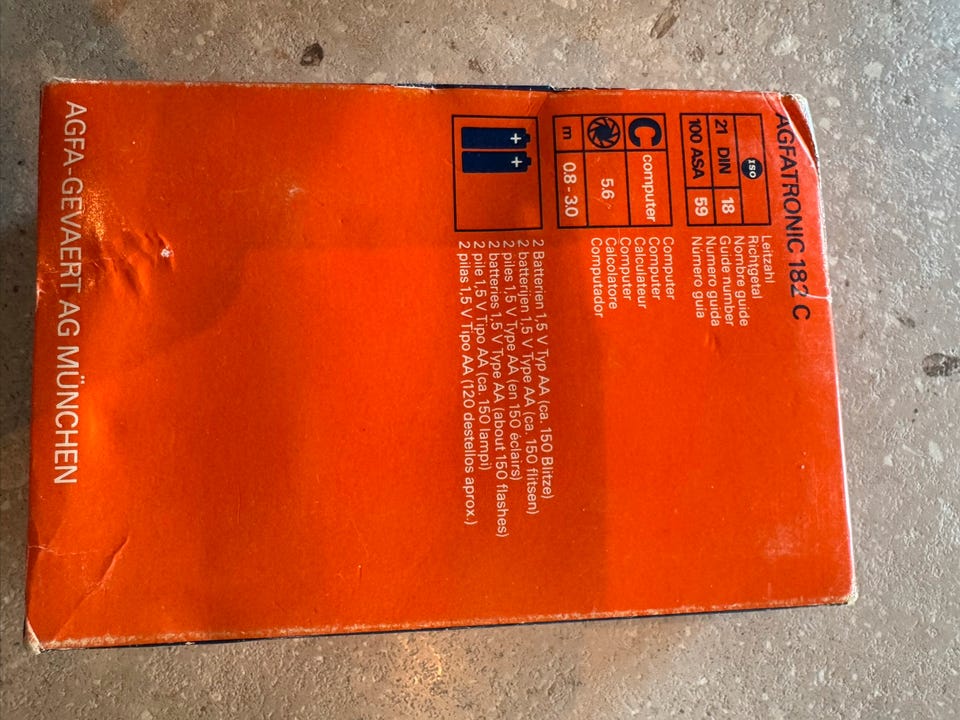 AGFATRONIC 182 C
ISO
21 DIN 18
100 ASA 59
Leitzahl
Richtgetal
Nombre guide
Guide number
Numero guida
Número guia
C computer
5.6
m 0.8 - 3.0
Computer
Computer
Calculateur
Computer
Calcolatore
Computador
+ +
2 Batterien 1,5 V Typ AA (ca. 150 Blitze)
2 batterijen 1,5 V Type AA (ca. 150 flitsen)
2 piles 1,5 V Type AA (en 150 éclairs)
2 batteries 1,5 V Type AA (about 150 flashes)
2 pile 1,5 V Tipo AA (ca. 150 lampi)
2 pilas 1,5 V Tipo AA (120 destellos aprox.)
AGFA-GEVAERT AG MÜNCHEN